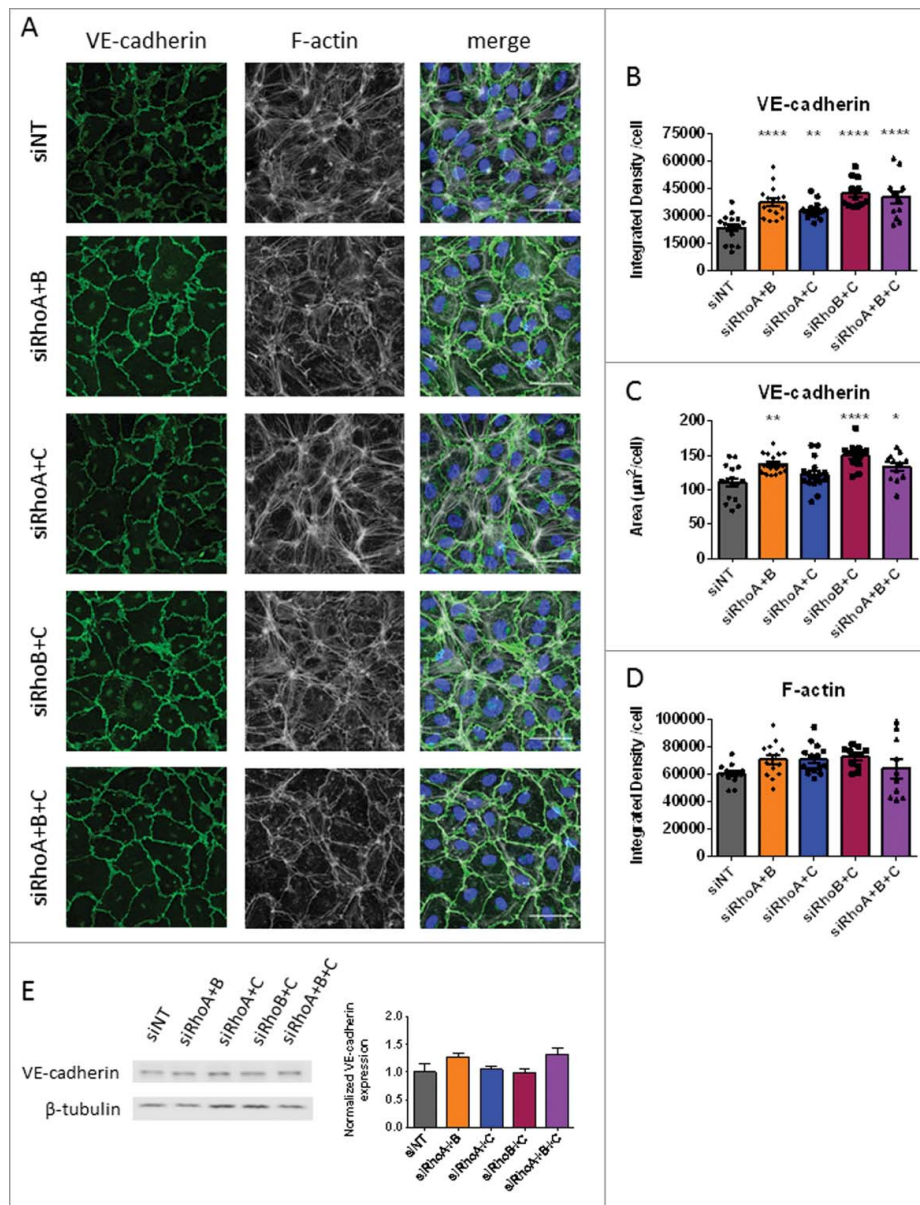 A
VE-cadherin F-actin merge
siNT
siRhoA+B
siRhoA+C
siRhoB+C
siRhoA+B+C
B
VE-cadherin
Integrated Density /cell
75000
60000
45000
30000
15000
0
**** ** **** ****
siNT siRhoA+B siRhoA+C siRhoB+C siRhoA+B+C
C
VE-cadherin
Area (µm²/cell)
200
150
100
50
0
** **** *
siNT siRhoA+B siRhoA+C siRhoB+C siRhoA+B+C
D
F-actin
Integrated Density /cell
100000
80000
60000
40000
20000
0
siNT siRhoA+B siRhoA+C siRhoB+C siRhoA+B+C
E
siNT siRhoA+B siRhoA+C siRhoB+C siRhoA+B+C
VE-cadherin
β-tubulin
Normalized VE-cadherin
expression
2.0
1.5
1.0
0.5
0.0
siNT siRhoA+B siRhoA+C siRhoB+C siRhoA+B+C